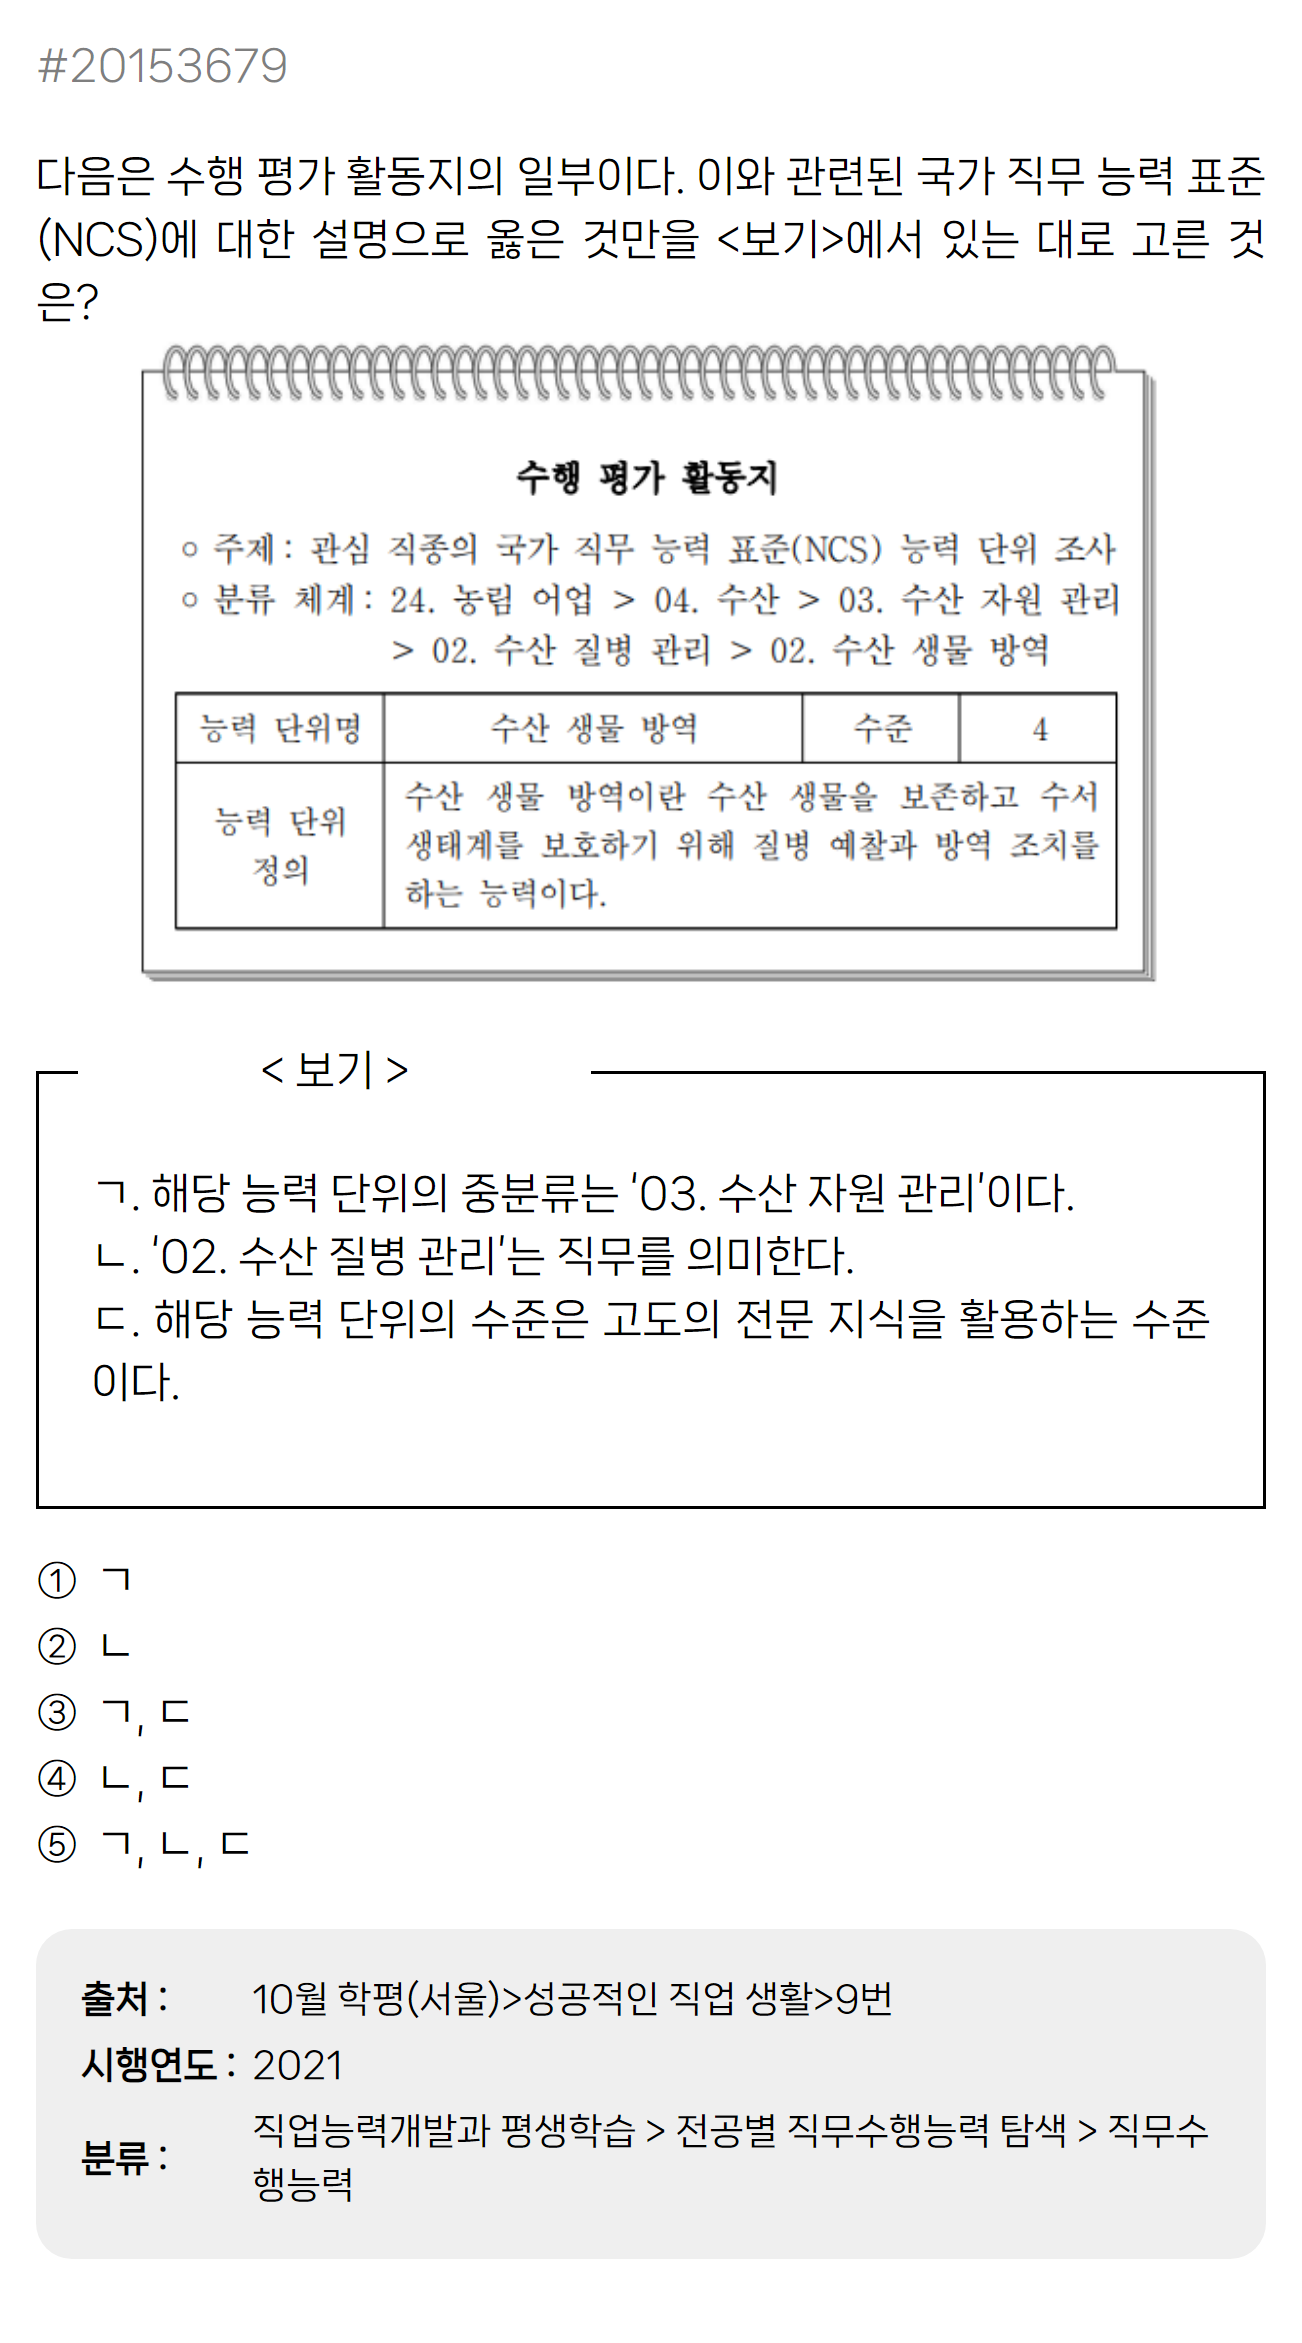 #20153679
다음은 수행 평가 활동지의 일부이다. 이와 관련된 국가 직무 능력 표준
(NCS)에 대한 설명으로 옳은 것만을 <보기>에서 있는 대로 고른 것
은?
수행 평가 활동지
○ 주제 : 관심 직종의 국가 직무 능력 표준(NCS) 능력 단위 조사
○ 분류 체계 : 24. 농림 어업 > 04. 수산 > 03. 수산 자원 관리
> 02. 수산 질병 관리 > 02. 수산 생물 방역
능력 단위명 수산 생물 방역 수준 4
능력 단위
정의
수산 생물 방역이란 수산 생물을 보존하고 수서
생태계를 보호하기 위해 질병 예찰과 방역 조치를
하는 능력이다.
< 보기 >
ㄱ. 해당 능력 단위의 중분류는 ‘03. 수산 자원 관리’이다.
ㄴ. ‘02. 수산 질병 관리’는 직무를 의미한다.
ㄷ. 해당 능력 단위의 수준은 고도의 전문 지식을 활용하는 수준
이다.
① ㄱ
② ㄴ
③ ㄱ, ㄷ
④ ㄴ, ㄷ
⑤ ㄱ, ㄴ, ㄷ
출처 : 10월 학평(서울)>성공적인 직업 생활>9번
시행연도 : 2021
분류 : 직업능력개발과 평생학습 > 전공별 직무수행능력 탐색 > 직무수
행능력